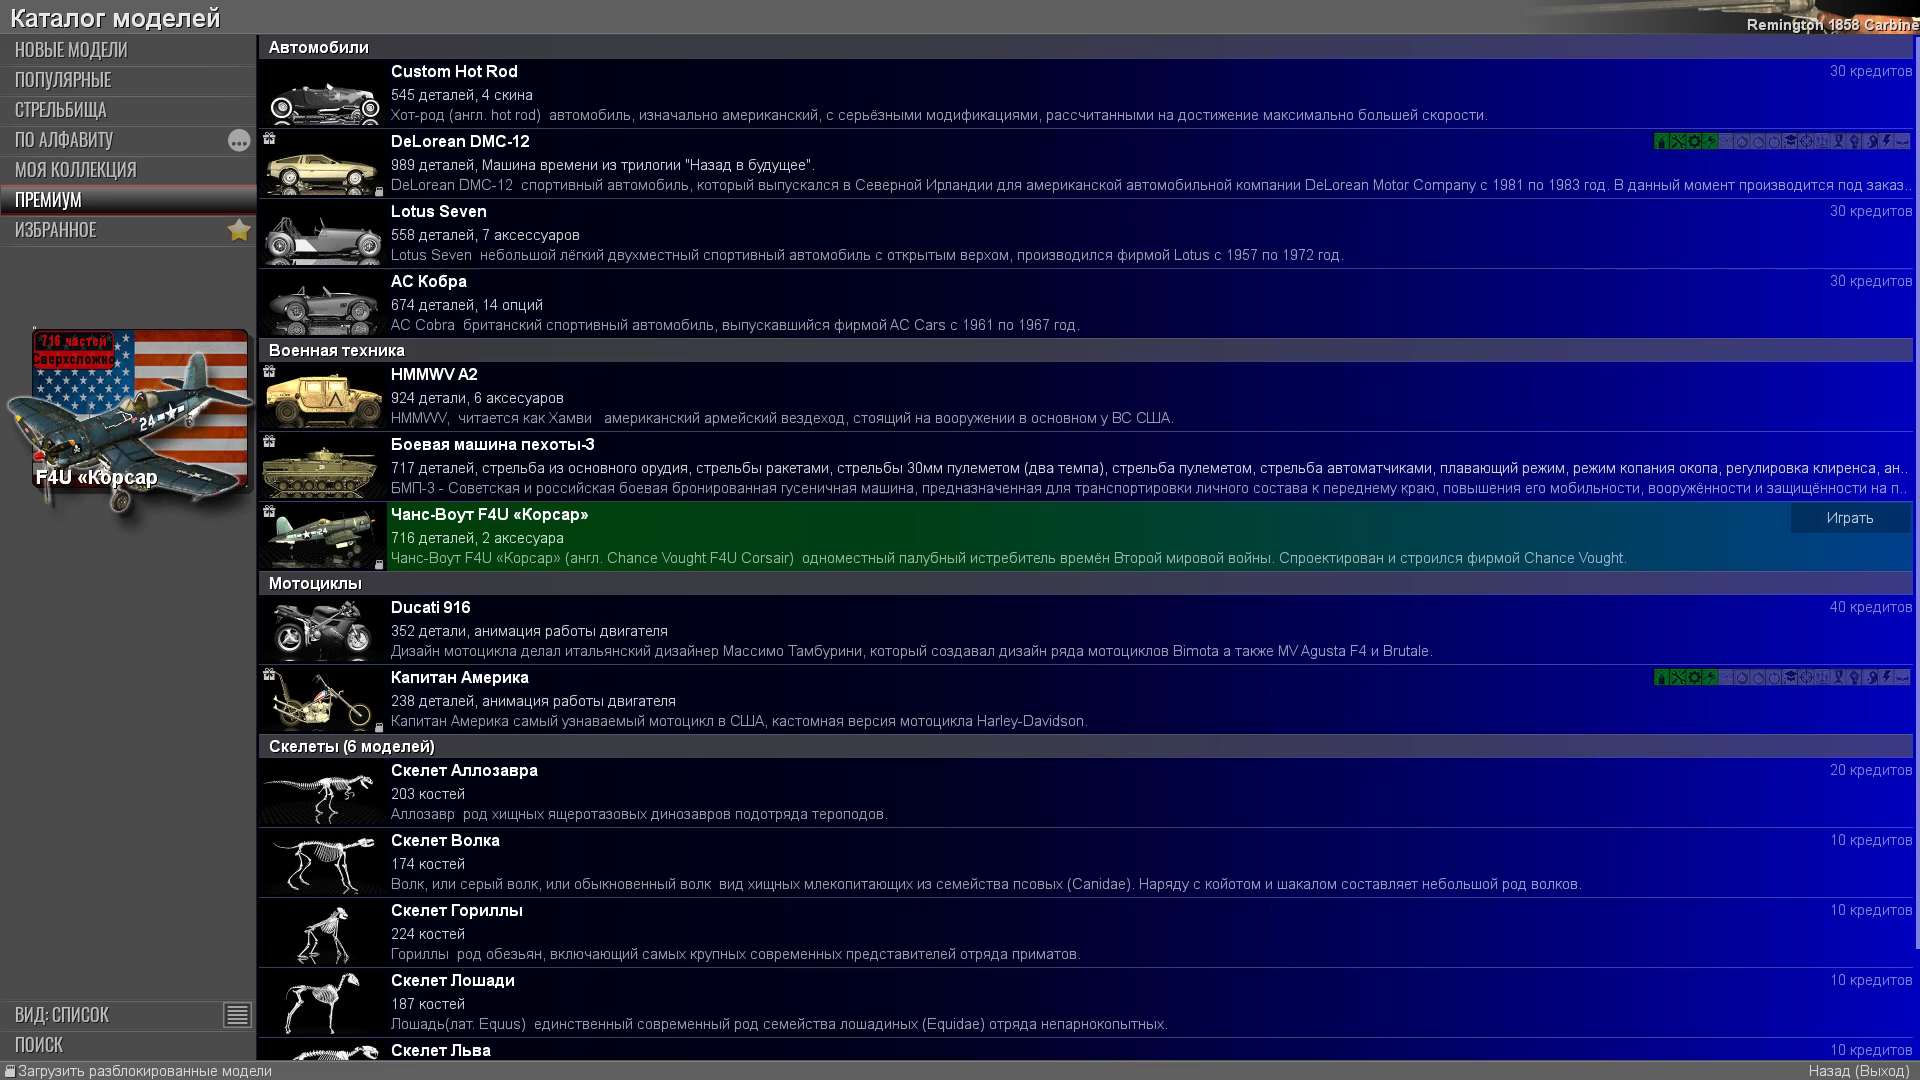 Каталог моделей
Remington 1858 Carbine
НОВЫЕ МОДЕЛИ
ПОПУЛЯРНЫЕ
СТРЕЛЬБИЩА
ПО АЛФАВИТУ
МОЯ КОЛЛЕКЦИЯ
ПРЕМИУМ
ИЗБРАННОЕ
716 частей
Сверхсложно
F4U «Корсар
ВИД: СПИСОК
ПОИСК
Автомобили
Custom Hot Rod
30 кредитов
545 деталей, 4 скина
Хот-род (англ. hot rod) автомобиль, изначально американский, с серьёзными модификациями, рассчитанными на достижение максимально большей скорости.
DeLorean DMC-12
989 деталей, Машина времени из трилогии "Назад в будущее".
DeLorean DMC-12 спортивный автомобиль, который выпускался в Северной Ирландии для американской автомобильной компании DeLorean Motor Company с 1981 по 1983 год. В данный момент производится под заказ..
Lotus Seven
30 кредитов
558 деталей, 7 аксессуаров
Lotus Seven небольшой лёгкий двухместный спортивный автомобиль с открытым верхом, производился фирмой Lotus с 1957 по 1972 год.
АС Кобра
30 кредитов
674 деталей, 14 опций
AC Cobra британский спортивный автомобиль, выпускавшийся фирмой AC Cars с 1961 по 1967 год.
Военная техника
HMMWV A2
924 детали, 6 аксесуаров
HMMWV, читается как Хамви американский армейский вездеход, стоящий на вооружении в основном у ВС США.
Боевая машина пехоты-3
717 деталей, стрельба из основного орудия, стрельбы ракетами, стрельбы 30мм пулеметом (два темпа), стрельба пулеметом, стрельба автоматчиками, плавающий режим, режим копания окопа, регулировка клиренса, ан..
БМП-3 - Советская и российская боевая бронированная гусеничная машина, предназначенная для транспортировки личного состава к переднему краю, повышения его мобильности, вооружённости и защищённости на п..
Чанс-Воут F4U «Корсар»
Играть
716 деталей, 2 аксесуара
Чанс-Воут F4U «Корсар» (англ. Chance Vought F4U Corsair) одноместный палубный истребитель времён Второй мировой войны. Спроектирован и строился фирмой Chance Vought.
Мотоциклы
Ducati 916
40 кредитов
352 детали, анимация работы двигателя
Дизайн мотоцикла делал итальянский дизайнер Массимо Тамбурини, который создавал дизайн ряда мотоциклов Bimota а также MV Agusta F4 и Brutale.
Капитан Америка
238 деталей, анимация работы двигателя
Капитан Америка самый узнаваемый мотоцикл в США, кастомная версия мотоцикла Harley-Davidson.
Скелеты (6 моделей)
Скелет Аллозавра
20 кредитов
203 костей
Аллозавр род хищных ящеротазовых динозавров подотряда тероподов.
Скелет Волка
10 кредитов
174 костей
Волк, или серый волк, или обыкновенный волк вид хищных млекопитающих из семейства псовых (Canidae). Наряду с койотом и шакалом составляет небольшой род волков.
Скелет Гориллы
10 кредитов
224 костей
Гориллы род обезьян, включающий самых крупных современных представителей отряда приматов.
Скелет Лошади
10 кредитов
187 костей
Лошадь(лат. Equus) единственный современный род семейства лошадиных (Equidae) отряда непарнокопытных.
Скелет Льва
10 кредитов
Загрузить разблокированные модели
Назад (Выход)